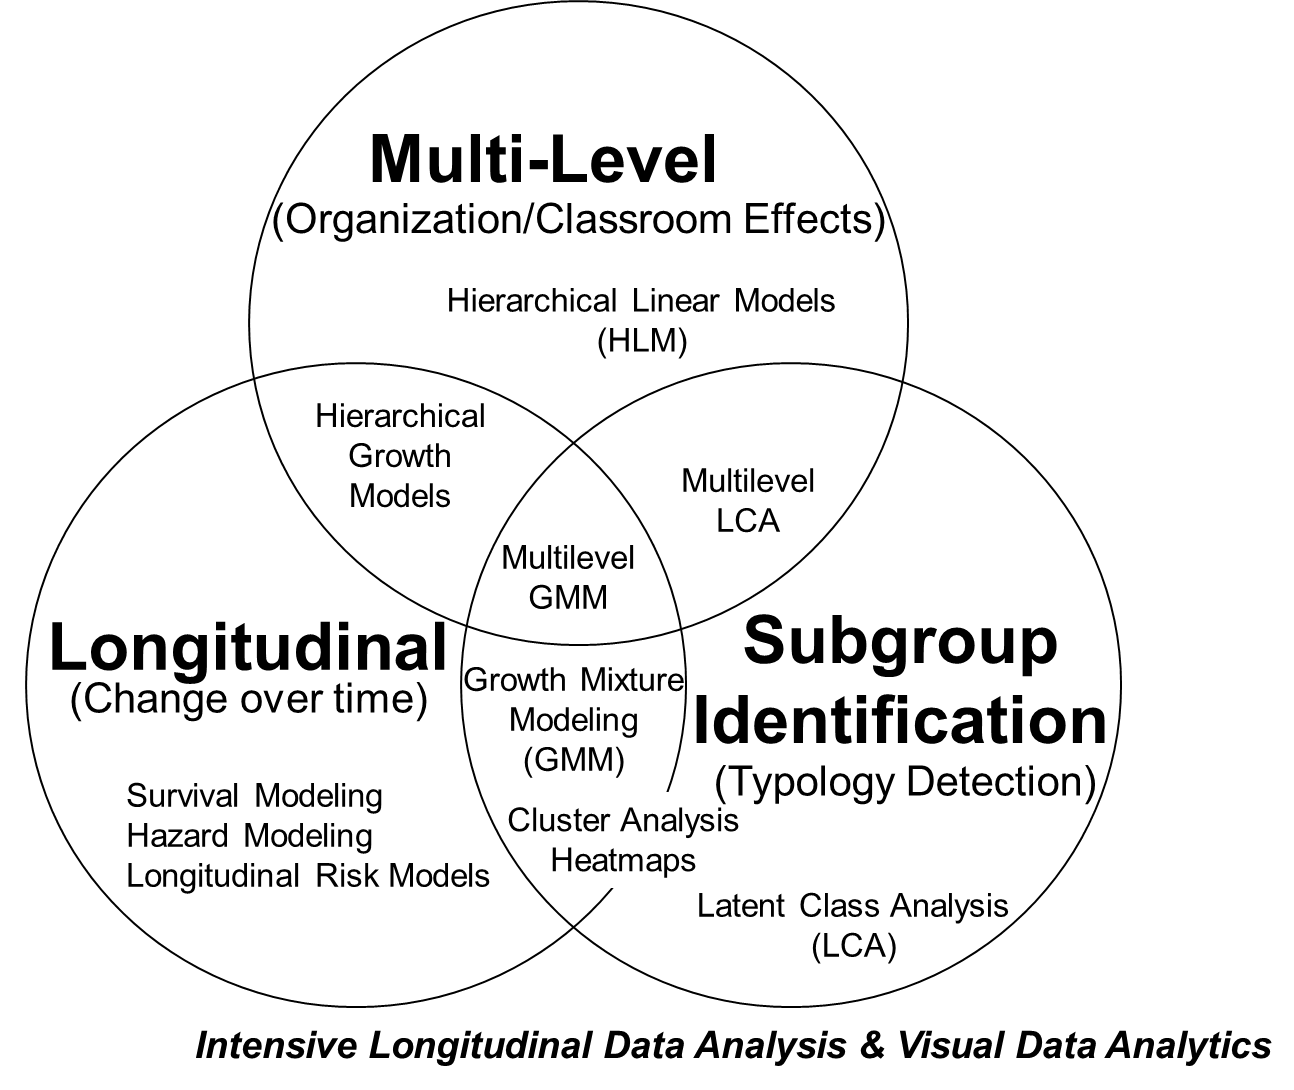 Multi-Level
(Organization/Classroom Effects)
Hierarchical Linear Models
(HLM)
Hierarchical
Growth
Models
Multilevel
LCA
Multilevel
GMM
Longitudinal
(Change over time)
Survival Modeling
Hazard Modeling
Longitudinal Risk Models
Growth Mixture
Modeling
(GMM)
Cluster Analysis
Heatmaps
Subgroup
Identification
(Typology Detection)
Latent Class Analysis
(LCA)
Intensive Longitudinal Data Analysis & Visual Data Analytics